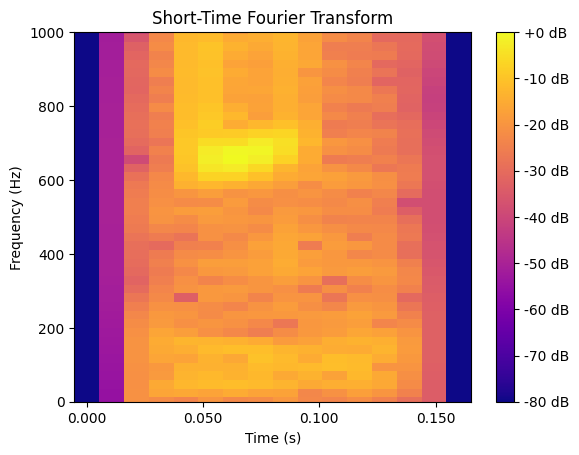 Short-Time Fourier Transform
Frequency (Hz)
1000
800
600
400
200
0
0.000
0.050
0.100
0.150
Time (s)
+0 dB
-10 dB
-20 dB
-30 dB
-40 dB
-50 dB
-60 dB
-70 dB
-80 dB